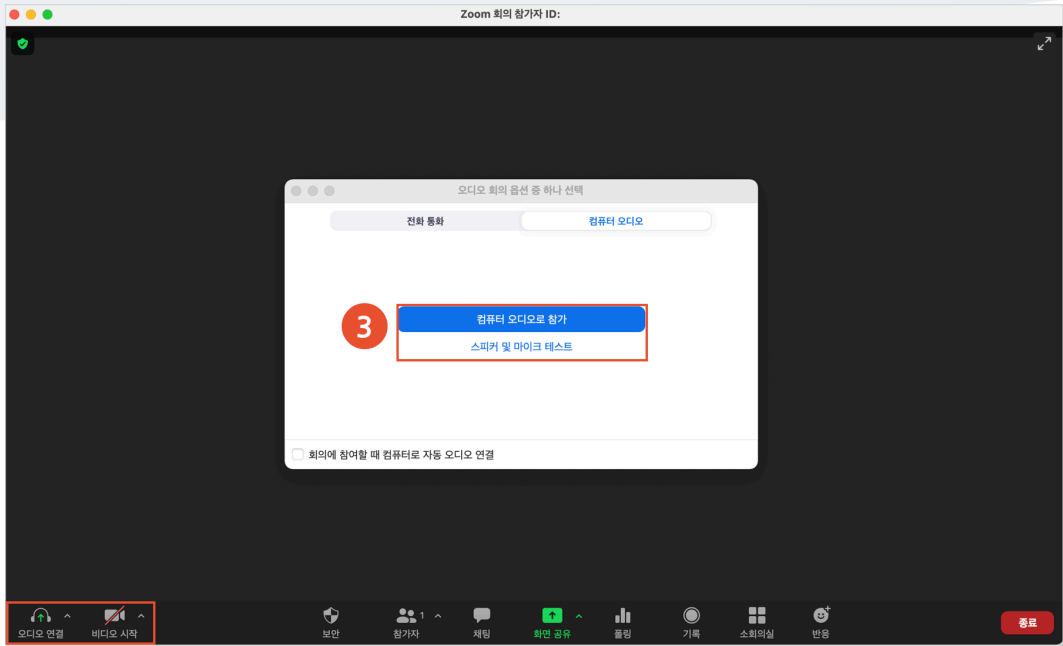 Zoom 회의 참가자 ID:
오디오 회의 옵션 중 하나 선택
전화 통화
컴퓨터 오디오
3
컴퓨터 오디오로 참가
스피커 및 마이크 테스트
회의에 참여할 때 컴퓨터로 자동 오디오 연결
오디오 연결
비디오 시작
보안
1
참가자
채팅
화면 공유
폴링
기록
소회의실
반응
종료